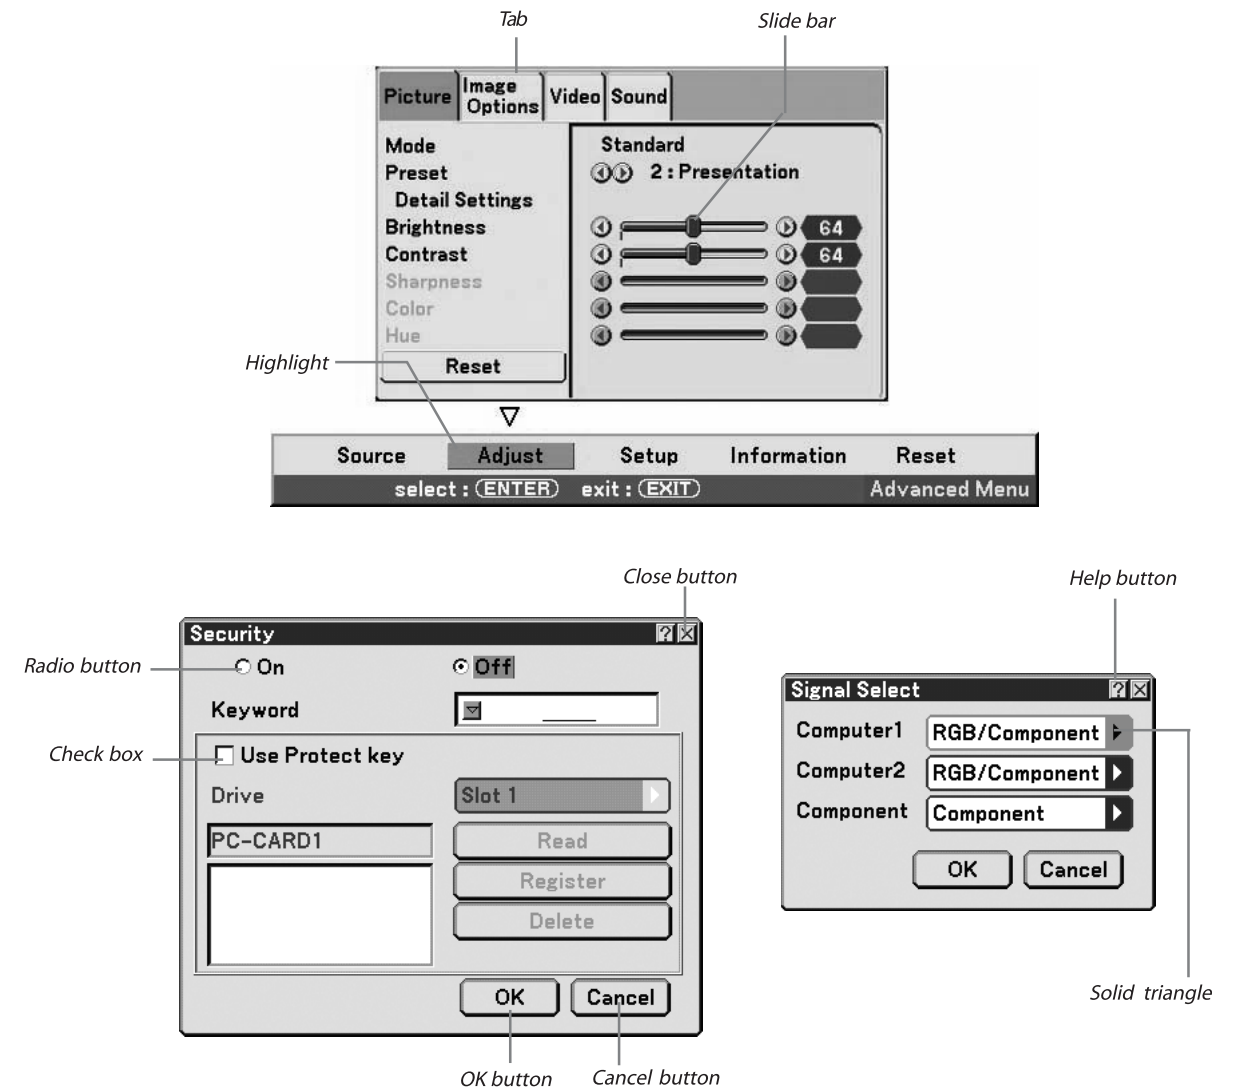 Tab
Slide bar
Picture
Image
Options
Video
Sound
Mode
Standard
Preset
2 : Presentation
Detail Settings
Brightness
64
Contrast
64
Sharpness
Color
Hue
Highlight
Reset
Source
Adjust
Setup
Information
Reset
select : ENTER
exit : EXIT
Advanced Menu
Close button
Help button
Security
? X
Radio button
On
Off
Keyword
Check box
Use Protect key
Drive
Slot 1
PC-CARD1
Read
Register
Delete
OK
Cancel
OK button
Cancel button
Signal Select
? X
Computer1
RGB/Component
Computer2
RGB/Component
Component
Component
OK
Cancel
Solid triangle